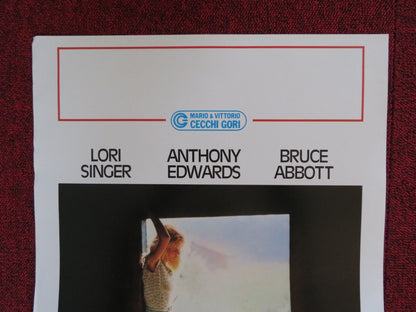 MARIO & VITTORIO
CECCHI GORI
LORI ANTHONY BRUCE
SINGER EDWARDS ABBOTT